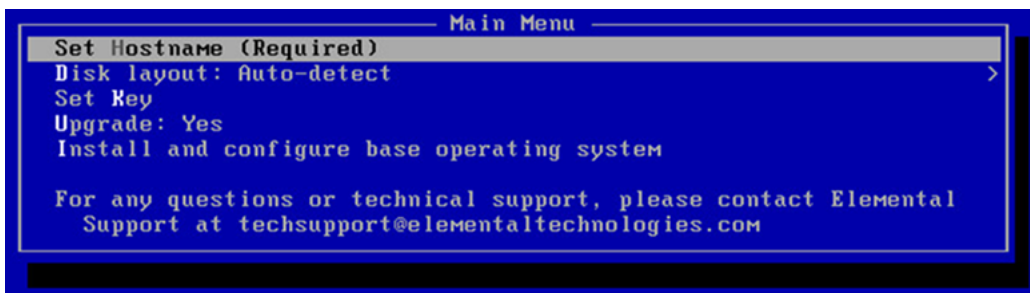 Main Menu
Set Hostname (Required)
Disk layout: Auto-detect >
Set Key
Upgrade: Yes
Install and configure base operating system
For any questions or technical support, please contact Elemental
Support at techsupport@elementaltechnologies.com